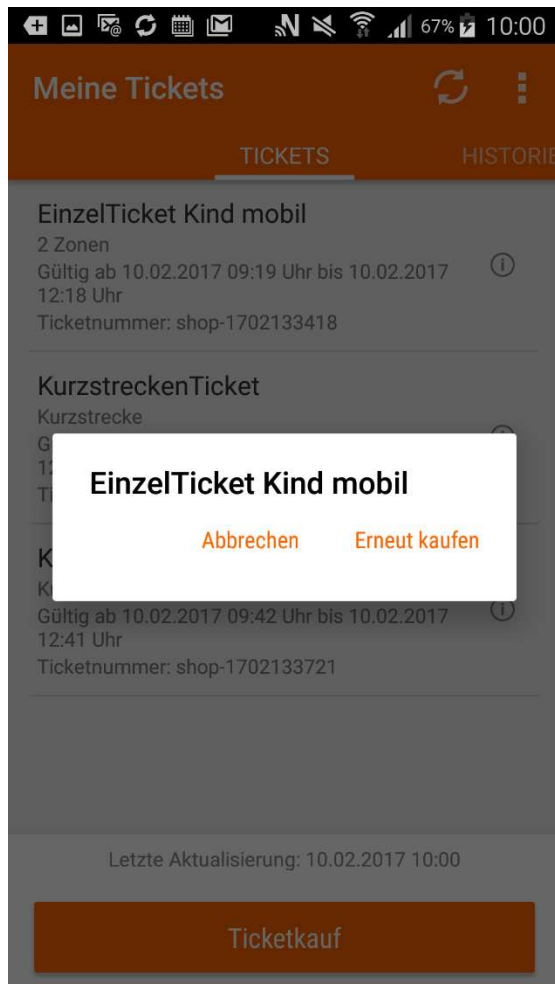 67% 10:00
Meine Tickets
TICKETS HISTORIE
EinzelTicket Kind mobil
2 Zonen
Gültig ab 10.02.2017 09:19 Uhr bis 10.02.2017
12:18 Uhr
Ticketnummer: shop-1702133418
KurzstreckenTicket
Kurzstrecke
EinzelTicket Kind mobil
Abbrechen Erneut kaufen
Gültig ab 10.02.2017 09:42 Uhr bis 10.02.2017
12:41 Uhr
Ticketnummer: shop-1702133721
Letzte Aktualisierung: 10.02.2017 10:00
Ticketkauf